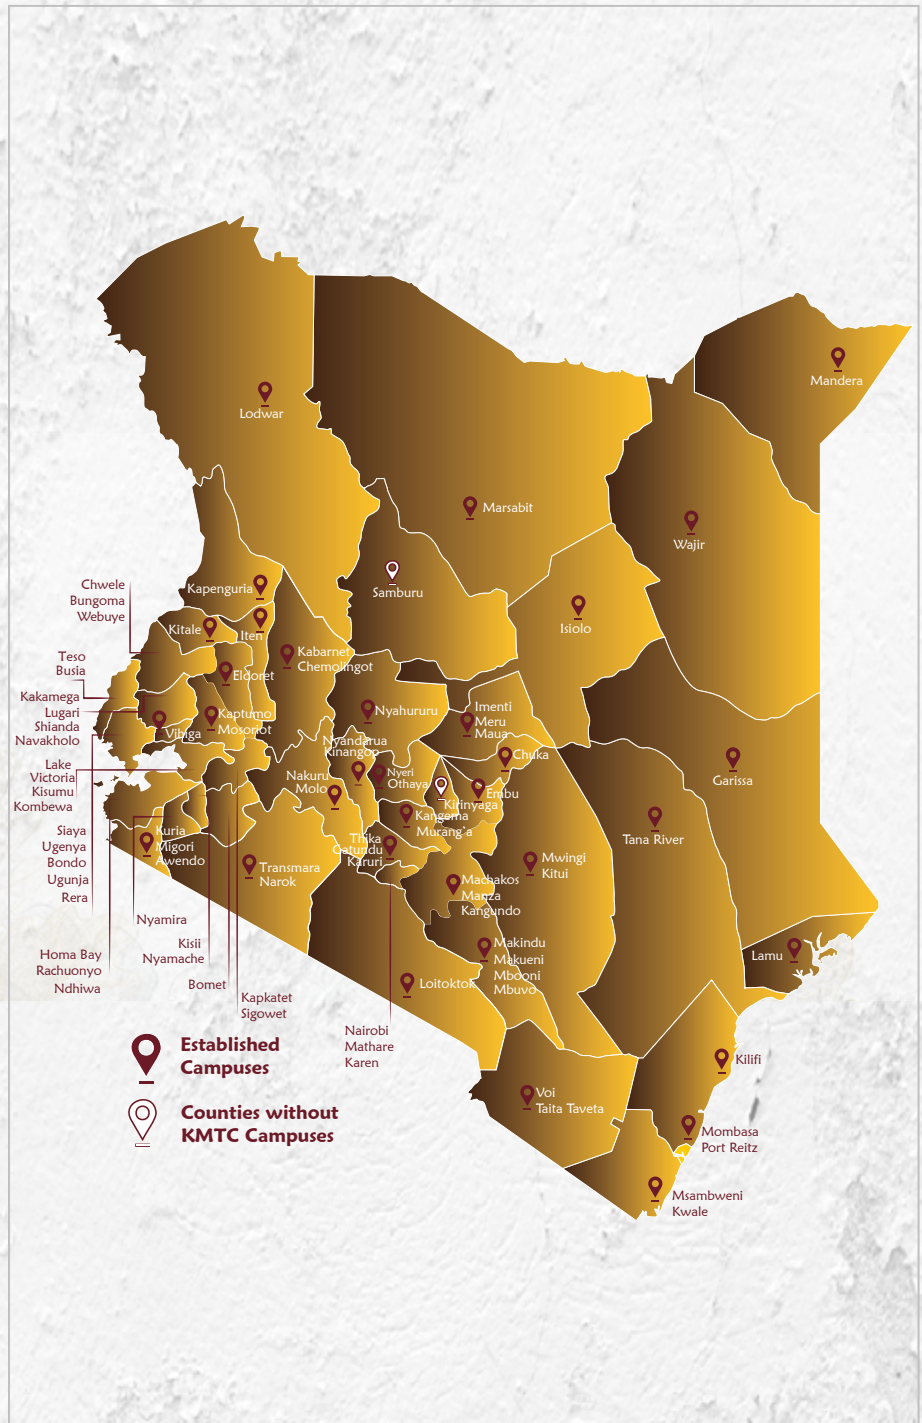 Mandera
Lodwar
Marsabit
Wajir
Samburu
Kapenguria
Isiolo
Chwele
Bungoma
Webuye
Kitale
Iten
Kabarnet
Chemolingot
Teso
Busia
Eldoret
Kakamega
Lugari
Shianda
Navakholo
Kaptumo
Mosoriot
Vihiga
Nyahururu
Imenti
Meru
Maua
Nyandarua
Kinangop
Chuka
Lake
Victoria
Kisumu
Kombewa
Nakuru
Molo
Nyeri
Othaya
Kirinyaga
Embu
Garissa
Kangema
Murang'a
Siaya
Ugenya
Bondo
Ugunja
Rera
Kuria
Migori
Awendo
Transmara
Narok
Thika
Gatundu
Karuri
Mwingi
Kitui
Tana River
Machakos
Manza
Kangundo
Nyamira
Kisii
Nyamache
Homa Bay
Rachuonyo
Ndhiwa
Bomet
Kapkatet
Sigowet
Makindu
Makueni
Mbooni
Mbuvo
Loitoktok
Lamu
Nairobi
Mathare
Karen
Established
Campuses
Counties without
KMTC Campuses
Kilifi
Voi
Taita Taveta
Mombasa
Port Reitz
Msambweni
Kwale